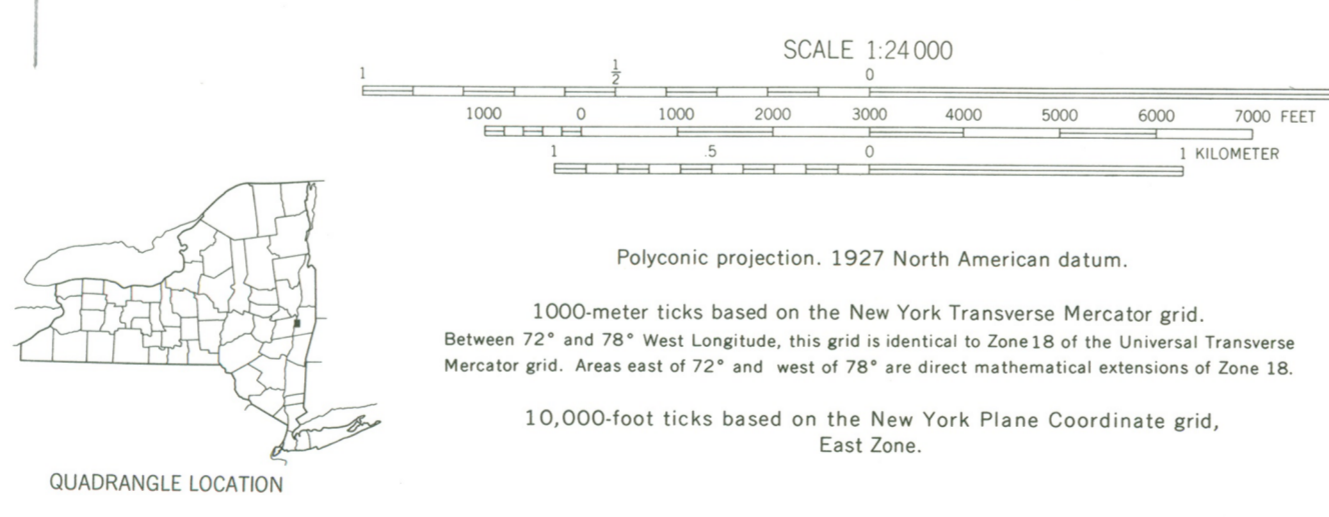 SCALE 1:24 000
1 1/2 0
1000 0 1000 2000 3000 4000 5000 6000 7000 FEET
1 .5 0 1 KILOMETER
Polyconic projection. 1927 North American datum.
1000-meter ticks based on the New York Transverse Mercator grid.
Between 72° and 78° West Longitude, this grid is identical to Zone 18 of the Universal Transverse
Mercator grid. Areas east of 72° and west of 78° are direct mathematical extensions of Zone 18.
10,000-foot ticks based on the New York Plane Coordinate grid,
East Zone.
QUADRANGLE LOCATION